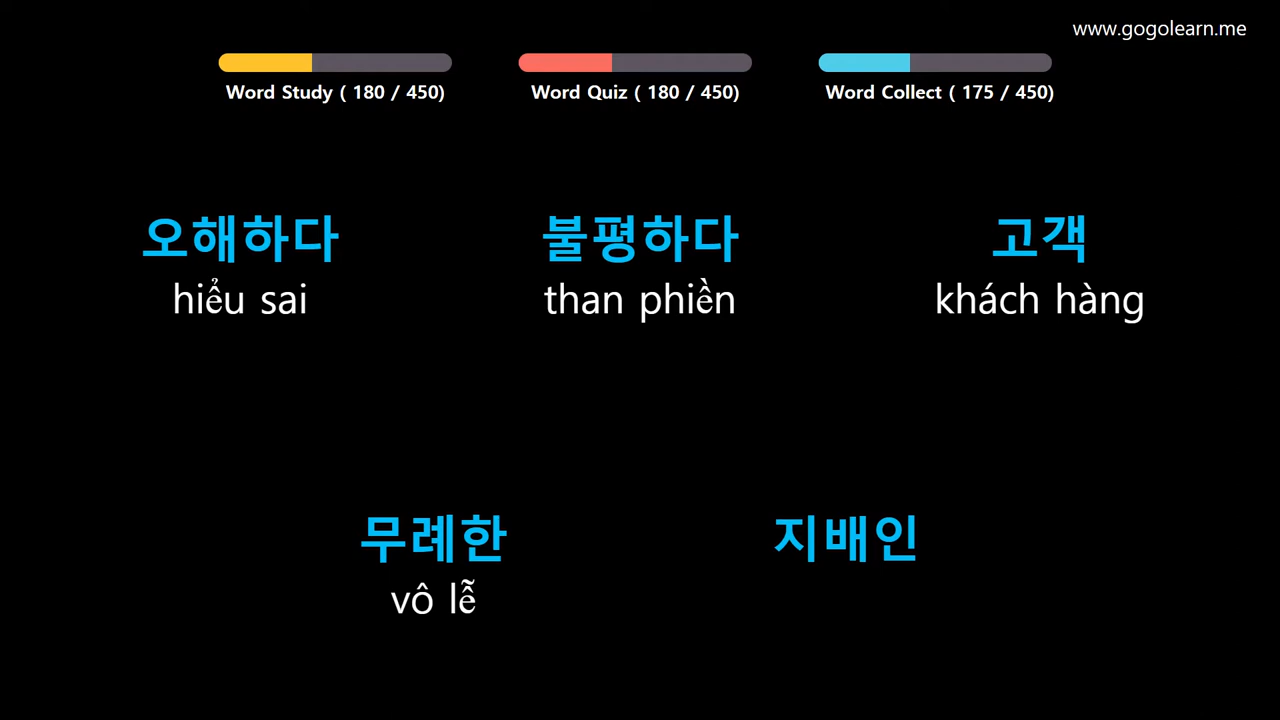 www.gogolearn.me
Word Study ( 180 / 450)
Word Quiz ( 180 / 450)
Word Collect ( 175 / 450)
오해하다
hiểu sai
불평하다
than phiền
고객
khách hàng
무례한
vô lễ
지배인